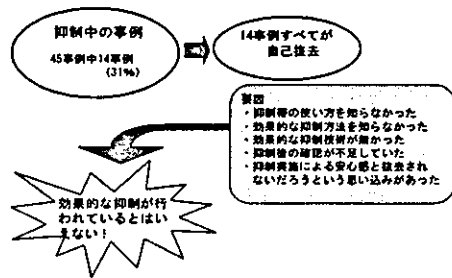 抑制中の事例
45事例中14事例
(31%)
14事例すべてが
自己抜去
要因
・抑制帯の使い方を知らなかった
・効果的な抑制方法を知らなかった
・効果的な抑制技術が無かった
・抑制後の確認が不足していた
・抑制実施による安心感と抜去され
ないだろうという思い込みがあった
効果的な抑制が行
われているとはい
えない!